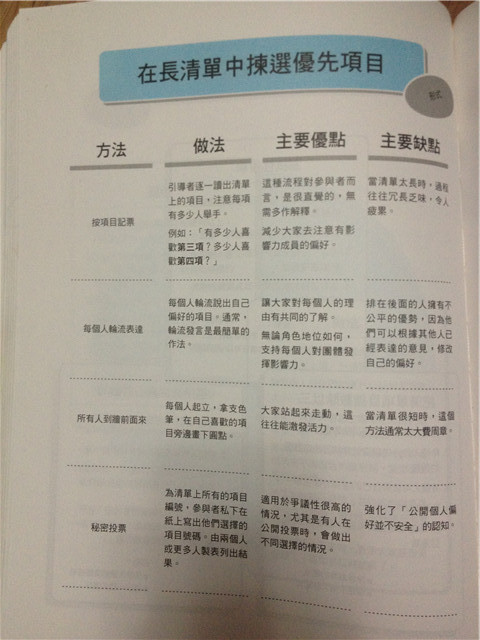 在長清單中揀選優先項目
方法
做法
主要優點
主要缺點
按項目記票
引導者逐一讀出清單
上的項目，注意每項
有多少人舉手。
例如：「有多少人喜
歡第三項？多少人喜
歡第四項？」
這種流程對參與者而
言，是很直覺的，無
需多作解釋。
減少大家去注意有影
響力成員的偏好。
當清單太長時，過程
往往冗長乏味，令人
疲累。
每個人輪流表達
每個人輪流說出自己
偏好的項目。通常，
輪流發言是最簡單的
作法。
讓大家對每個人的理
由有共同的了解。
無論角色地位如何，
支持每個人對團體發
揮影響力。
排在後面的人擁有不
公平的優勢，因為他
們可以根據其他人已
經表達的意見，修改
自己的偏好。
所有人到牆前面來
每個人起立，拿支色
筆，在自己喜歡的項
目旁邊畫下圓點。
大家站起來走動，這
往往能激發活力。
當清單很短時，這個
方法通常太大費周章。
秘密投票
為清單上所有的項目
編號，參與者私下在
紙上寫出他們選擇的
項目號碼。由兩個人
或更多人製表列出結
果。
適用於爭議性很高的
情況，尤其是有人在
公開投票時，會做出
不同選擇的情況。
強化了「公開個人偏
好並不安全」的認知。